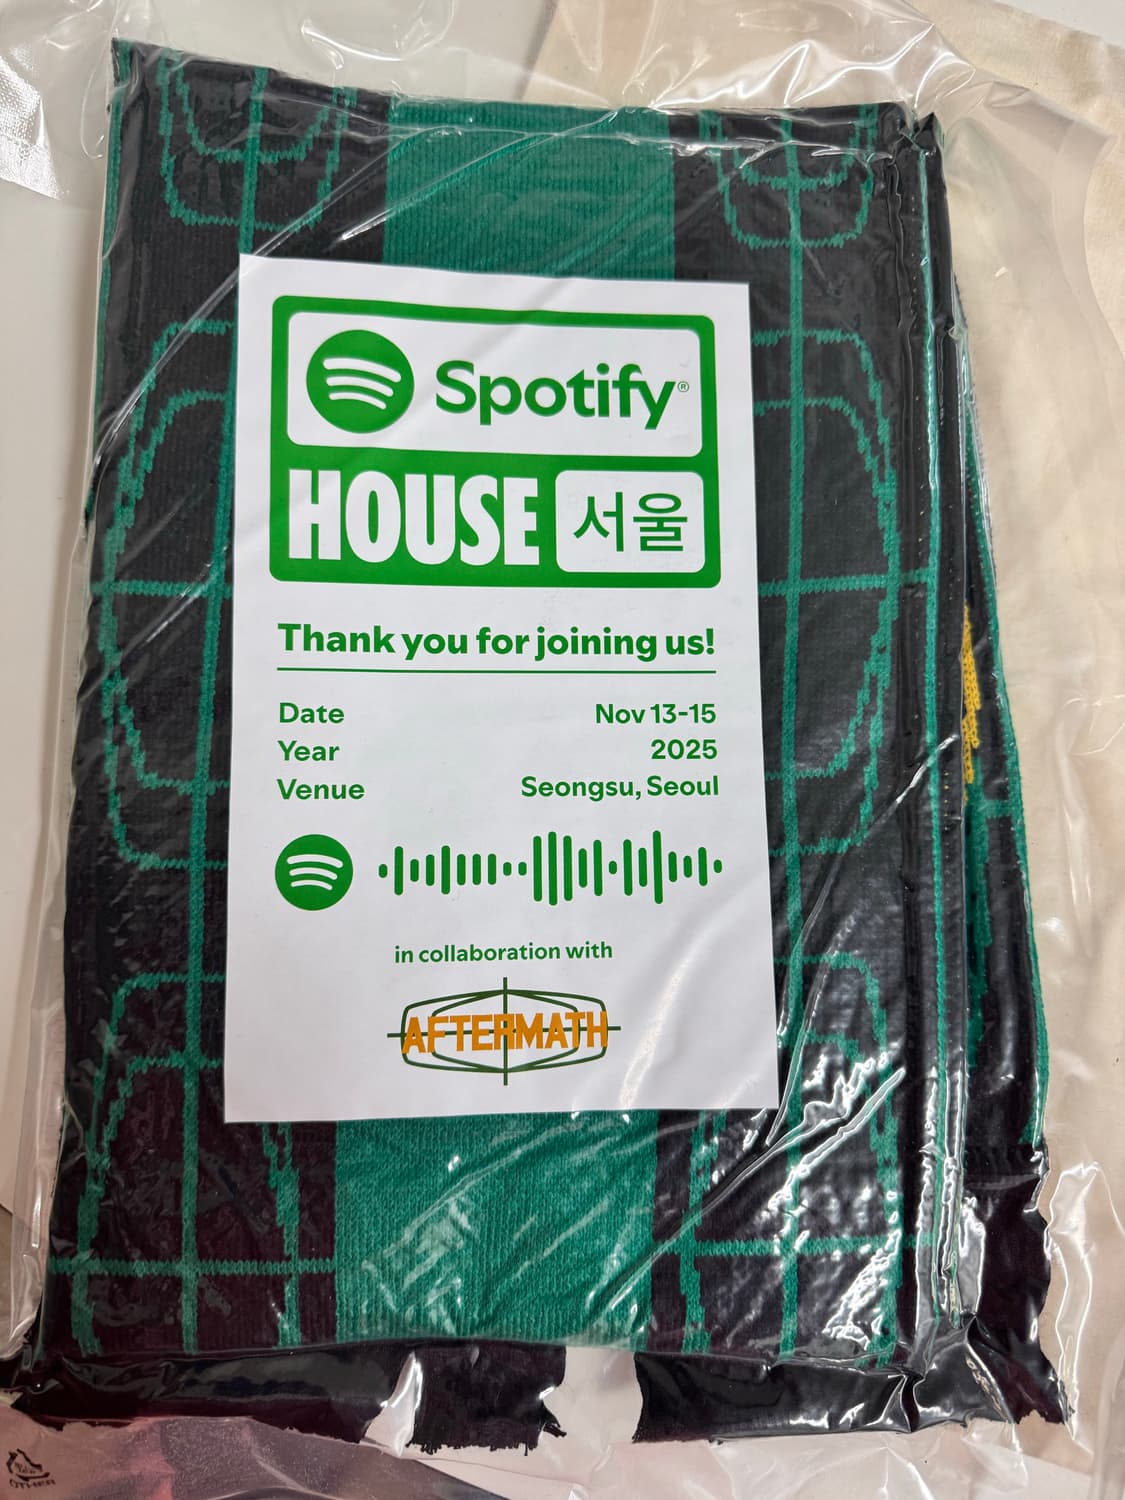 Spotify®
HOUSE 서울
Thank you for joining us!
Date Nov 13-15
Year 2025
Venue Seongsu, Seoul
in collaboration with
AFTERMATH
OTHER